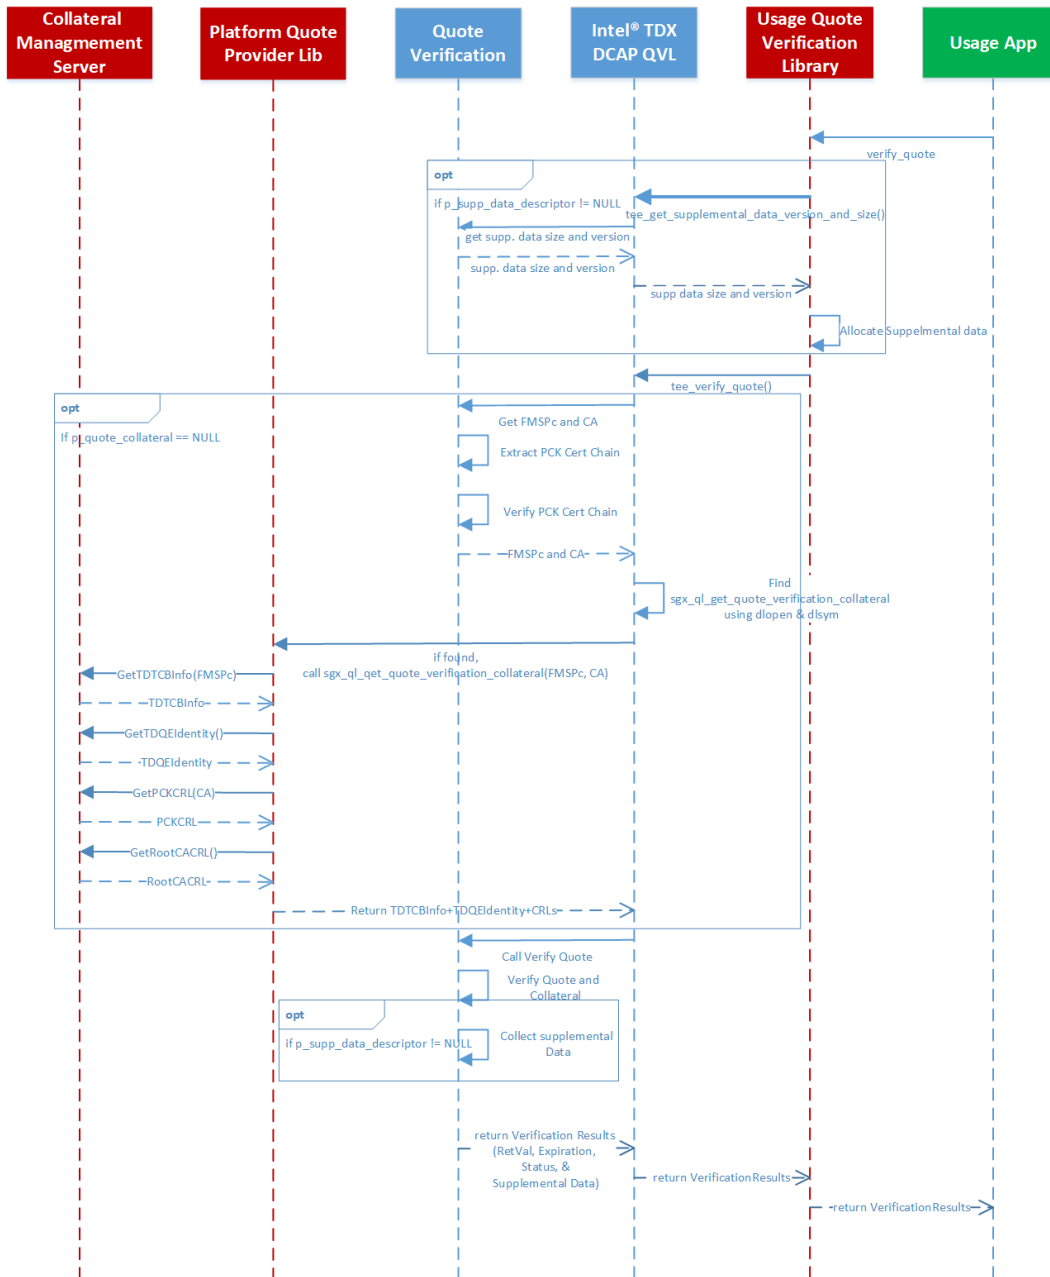 Collateral
Managmement
Server
Platform Quote
Provider Lib
Quote
Verification
Intel® TDX
DCAP QVL
Usage Quote
Verification
Library
Usage App
verify_quote
opt
if p_supp_data_descriptor != NULL
tee_get_supplemental_data_version_and_size()
get supp. data size and version
supp. data size and version
supp data size and version
Allocate Suppelmental data
tee_verify_quote()
opt
If p_quote_collateral == NULL
Get FMSPc and CA
Extract PCK Cert Chain
Verify PCK Cert Chain
FMSPc and CA
Find
sgx_ql_get_quote_verification_collateral
using dlopen & dlsym
if found,
call sgx_ql_qet_quote_verification_collateral(FMSPc, CA)
GetTDTCBInfo(FMSPc)
TDTCBInfo
GetTDQEIdentity()
TDQEIdentity
GetPCKCRL(CA)
PCKCRL
GetRootCACRL()
RootCACRL
Return TDTCBInfo+TDQEIdentity+CRLs
Call Verify Quote
Verify Quote and
Collateral
opt
if p_supp_data_descriptor != NULL
Collect supplemental
Data
return Verification Results
(RetVal, Expiration,
Status, &
Supplemental Data)
return VerificationResults
return VerificationResults